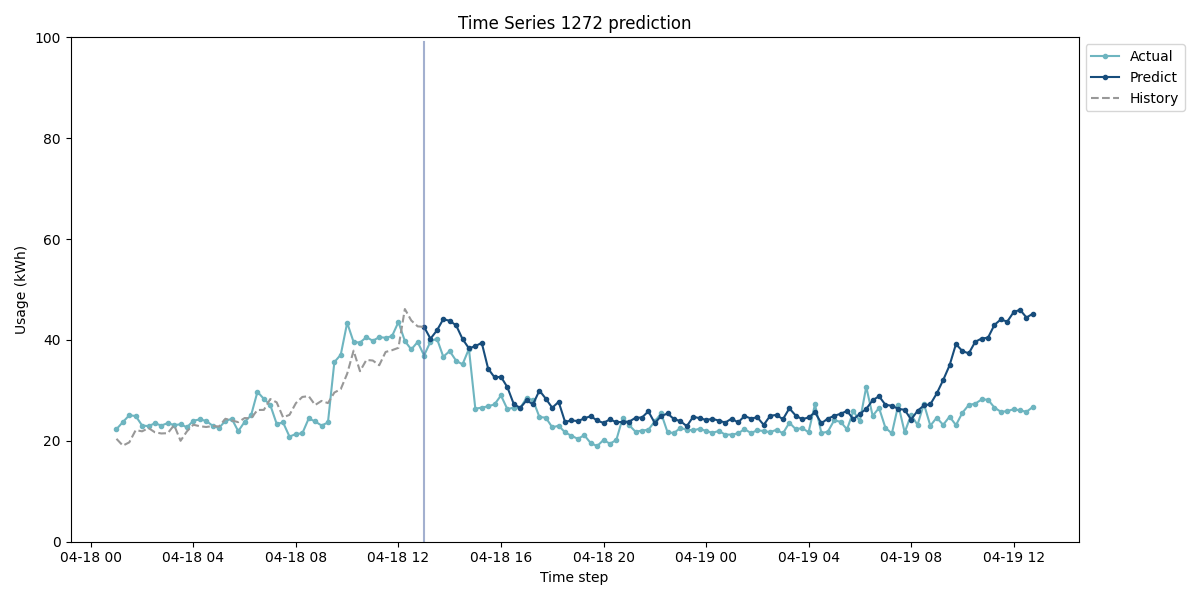 Time Series 1272 prediction
Actual
Predict
History
Usage (kWh)
100
80
60
40
20
0
04-18 00
04-18 04
04-18 08
04-18 12
04-18 16
04-18 20
04-19 00
04-19 04
04-19 08
04-19 12
Time step